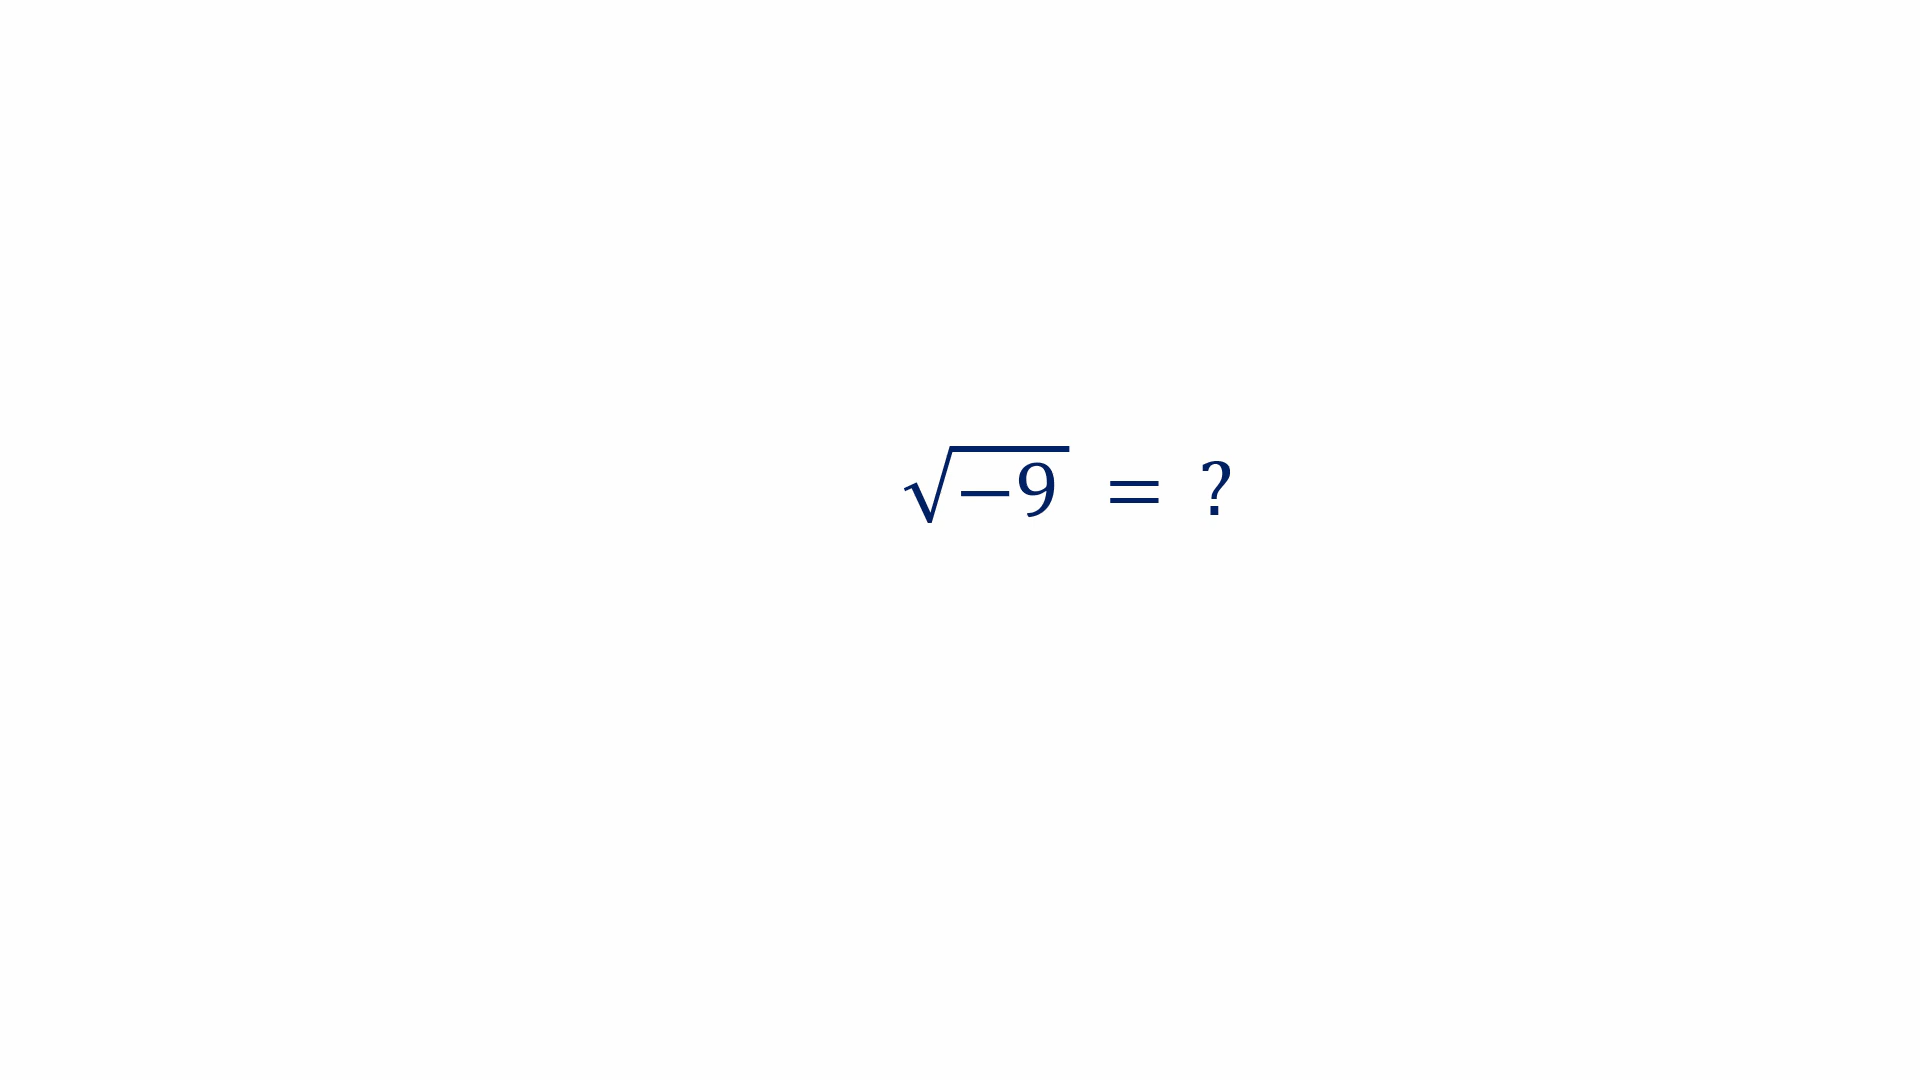 √−9 = ?